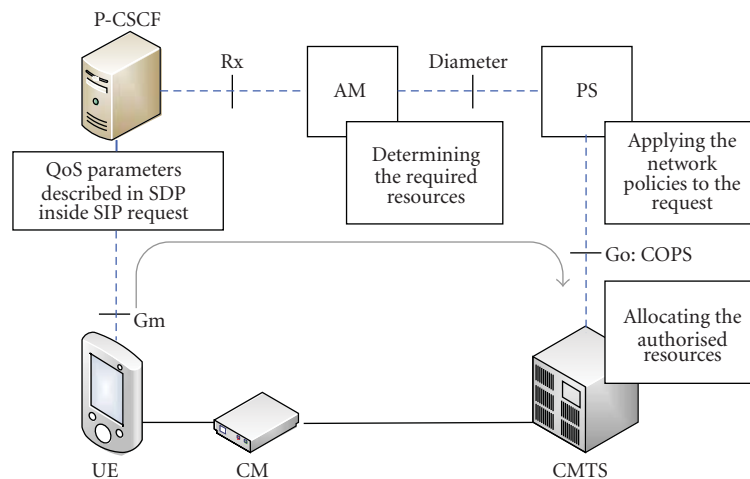 P-CSCF
Rx
AM
Diameter
PS
QoS parameters
described in SDP
inside SIP request
Determining
the required
resources
Applying the
network
policies to the
request
Go: COPS
Gm
Allocating the
authorised
resources
UE
CM
CMTS